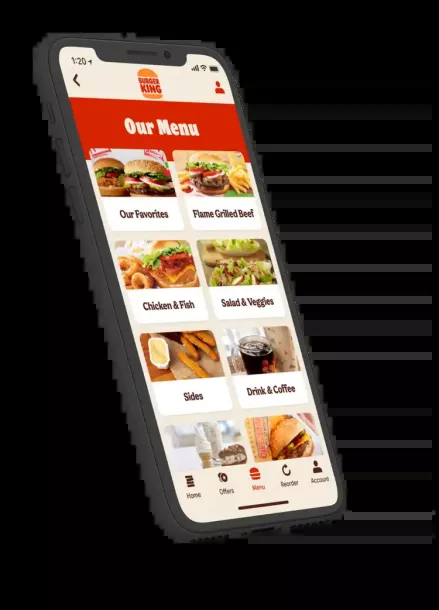 1:20
BURGER
KING
Our Menu
Our Favorites
Flame Grilled Beef
Chicken & Fish
Salad & Veggies
Sides
Drink & Coffee
Home
Offers
Menu
Reorder
Account